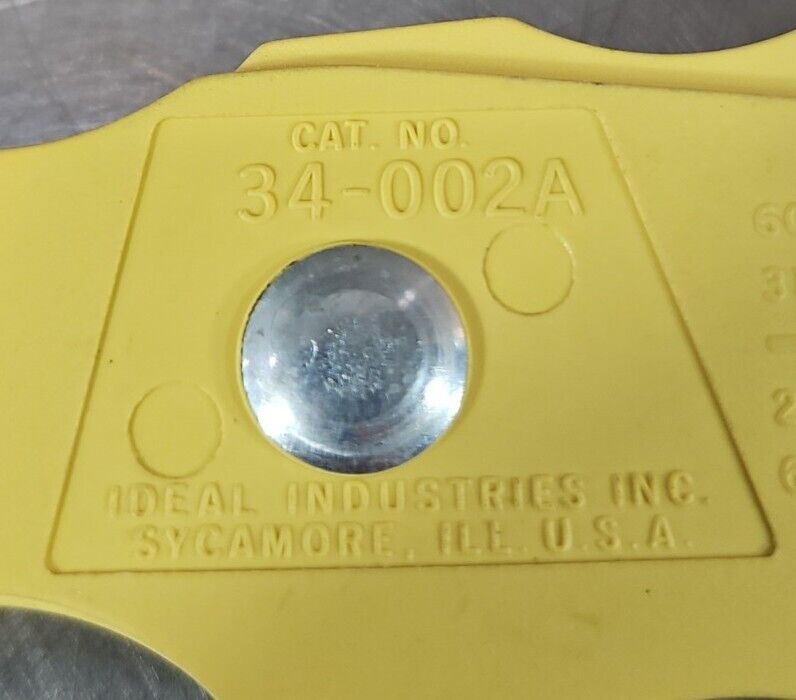 CAT. NO.
34-002A
IDEAL INDUSTRIES INC.
SYCAMORE, ILL. U.S.A.